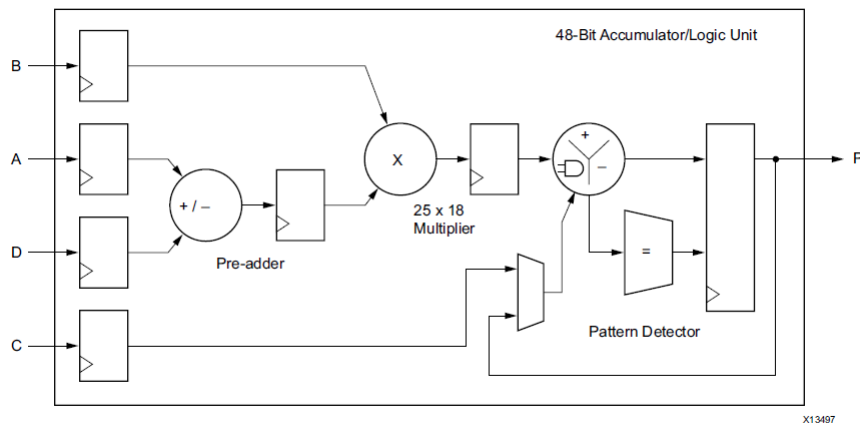 48-Bit Accumulator/Logic Unit
B
A
+
X
–
P
+ / –
25 x 18
Multiplier
D
Pre-adder
=
Pattern Detector
C
X13497